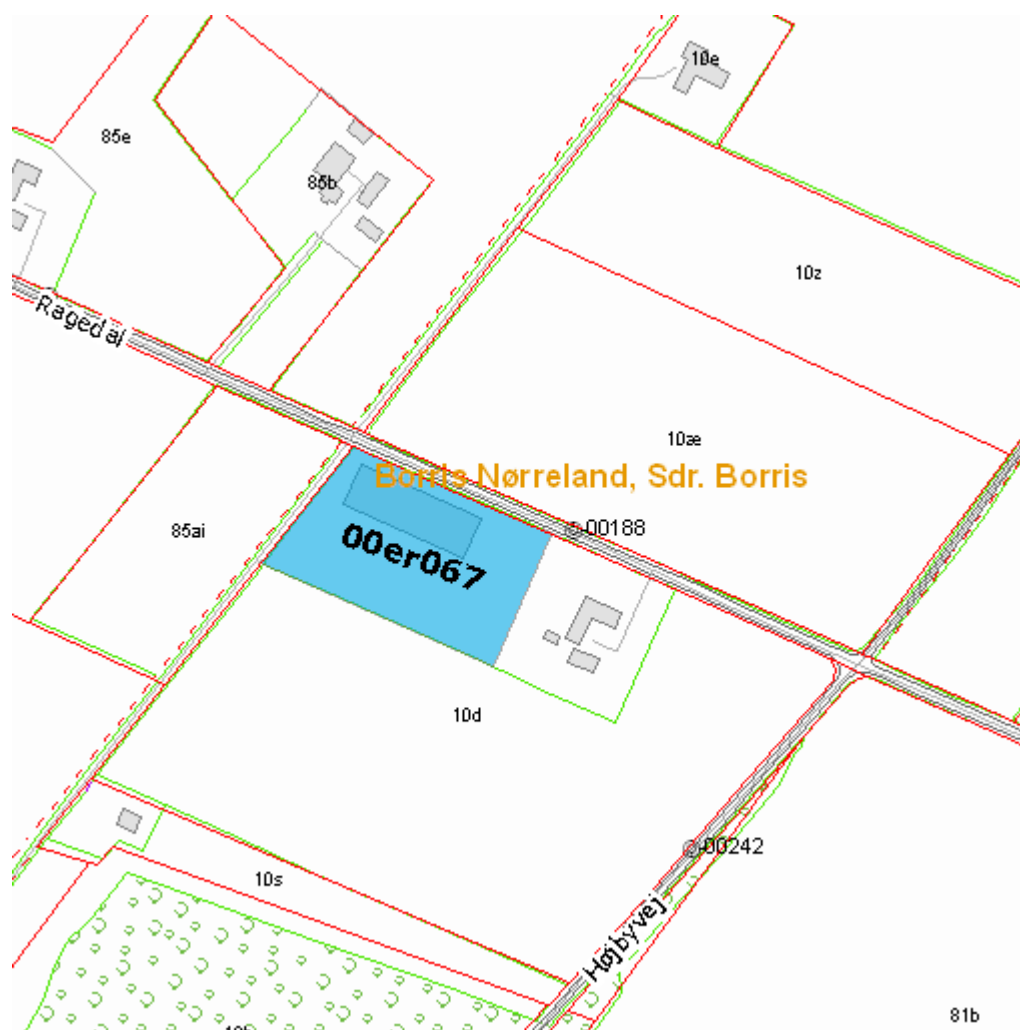 10e
85e
85b
10z
Ragedal
10æ
Borris Nørreland, Sdr. Borris
00188
85ai
00er067
10d
00242
10s
Højbyvej
81b